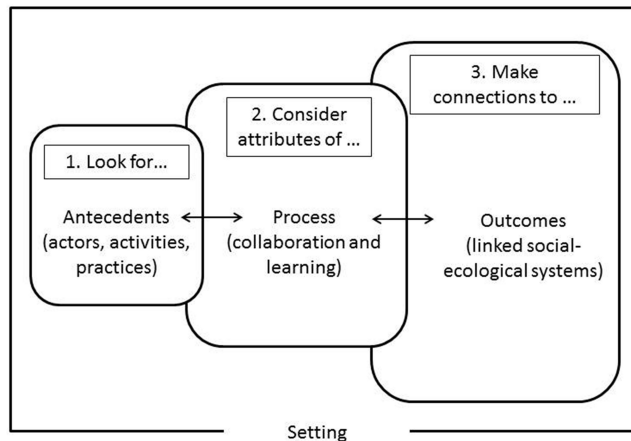 1. Look for...
Antecedents
(actors, activities,
practices)
2. Consider
attributes of ...
Process
(collaboration and
learning)
3. Make
connections to ...
Outcomes
(linked social-
ecological systems)
Setting